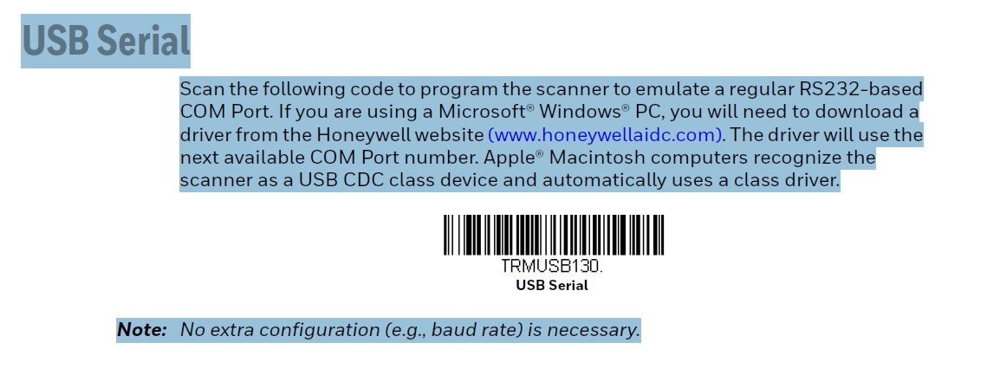 USB Serial
Scan the following code to program the scanner to emulate a regular RS232-based
COM Port. If you are using a Microsoft® Windows® PC, you will need to download a
driver from the Honeywell website (www.honeywellaidc.com). The driver will use the
next available COM Port number. Apple® Macintosh computers recognize the
scanner as a USB CDC class device and automatically uses a class driver.
TRMUSB130.
USB Serial
Note: No extra configuration (e.g., baud rate) is necessary.